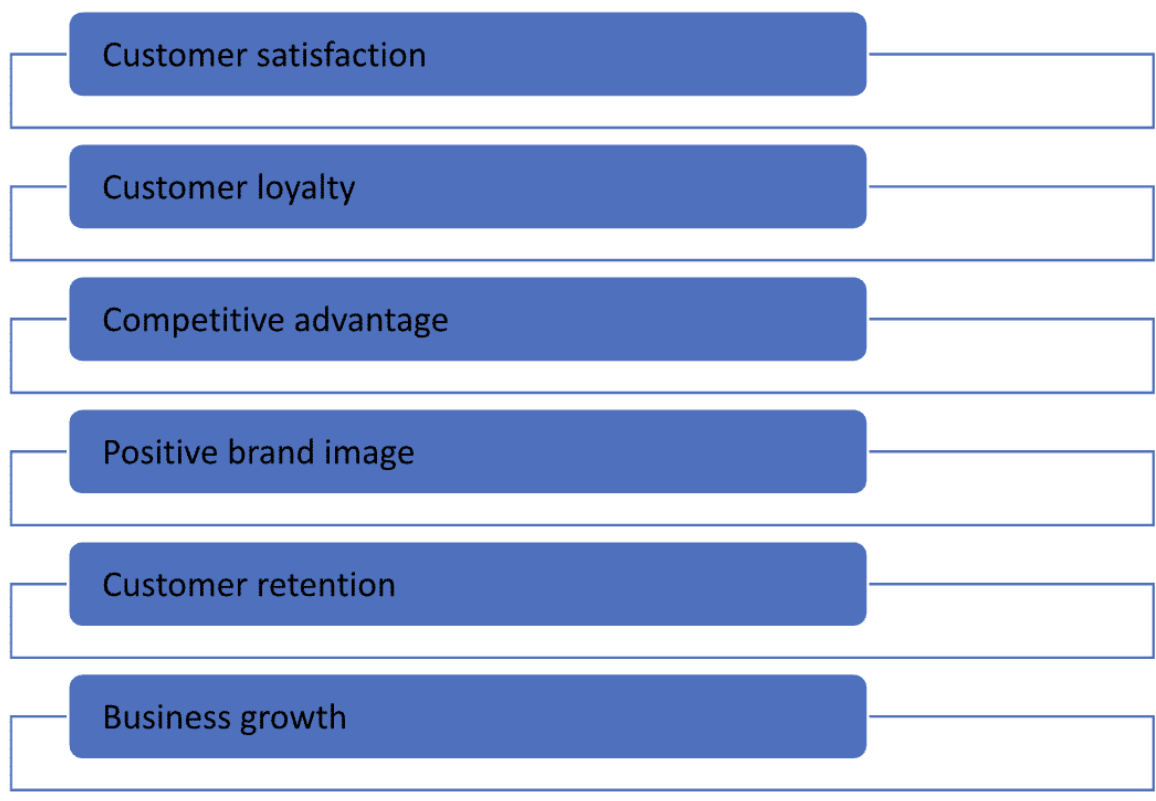 Customer satisfaction
Customer loyalty
Competitive advantage
Positive brand image
Customer retention
Business growth